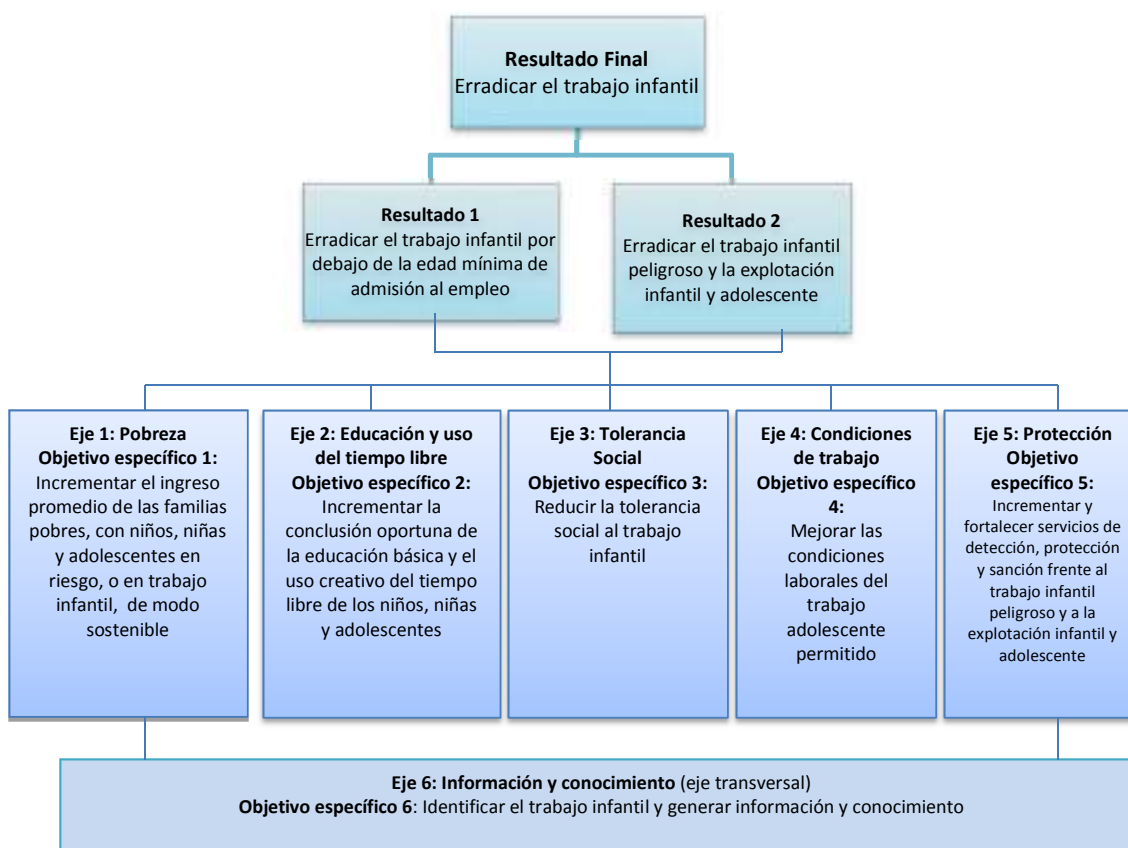 Resultado Final
Erradicar el trabajo infantil
Resultado 1
Erradicar el trabajo infantil por
debajo de la edad mínima de
admisión al empleo
Resultado 2
Erradicar el trabajo infantil
peligroso y la explotación
infantil y adolescente
Eje 1: Pobreza
Objetivo específico 1:
Incrementar el ingreso
promedio de las familias
pobres, con niños, niñas
y adolescentes en
riesgo, o en trabajo
infantil, de modo
sostenible
Eje 2: Educación y uso
del tiempo libre
Objetivo específico 2:
Incrementar la
conclusión oportuna de
la educación básica y el
uso creativo del tiempo
libre de los niños, niñas
y adolescentes
Eje 3: Tolerancia
Social
Objetivo específico 3:
Reducir la tolerancia
social al trabajo
infantil
Eje 4: Condiciones
de trabajo
Objetivo específico
4:
Mejorar las
condiciones
laborales del
trabajo
adolescente
permitido
Eje 5: Protección
Objetivo
específico 5:
Incrementar y
fortalecer servicios de
detección, protección
y sanción frente al
trabajo infantil
peligroso y a la
explotación infantil y
adolescente
Eje 6: Información y conocimiento (eje transversal)
Objetivo específico 6: Identificar el trabajo infantil y generar información y conocimiento